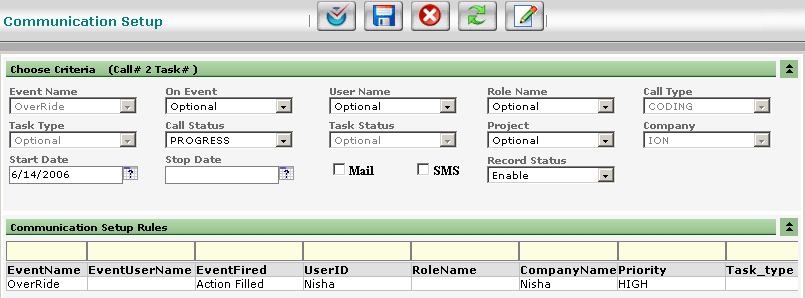 Communication Setup
Choose Criteria (Call# 2 Task# )
Event Name On Event User Name Role Name Call Type
OverRide Optional Optional Optional CODING
Task Type Call Status Task Status Project Company
Optional PROGRESS Optional Optional ION
Start Date Stop Date Mail SMS Record Status
6/14/2006 Enable
Communication Setup Rules
EventName EventUserName EventFired UserID RoleName CompanyName Priority Task_type
OverRide Action Filled Nisha Nisha HIGH